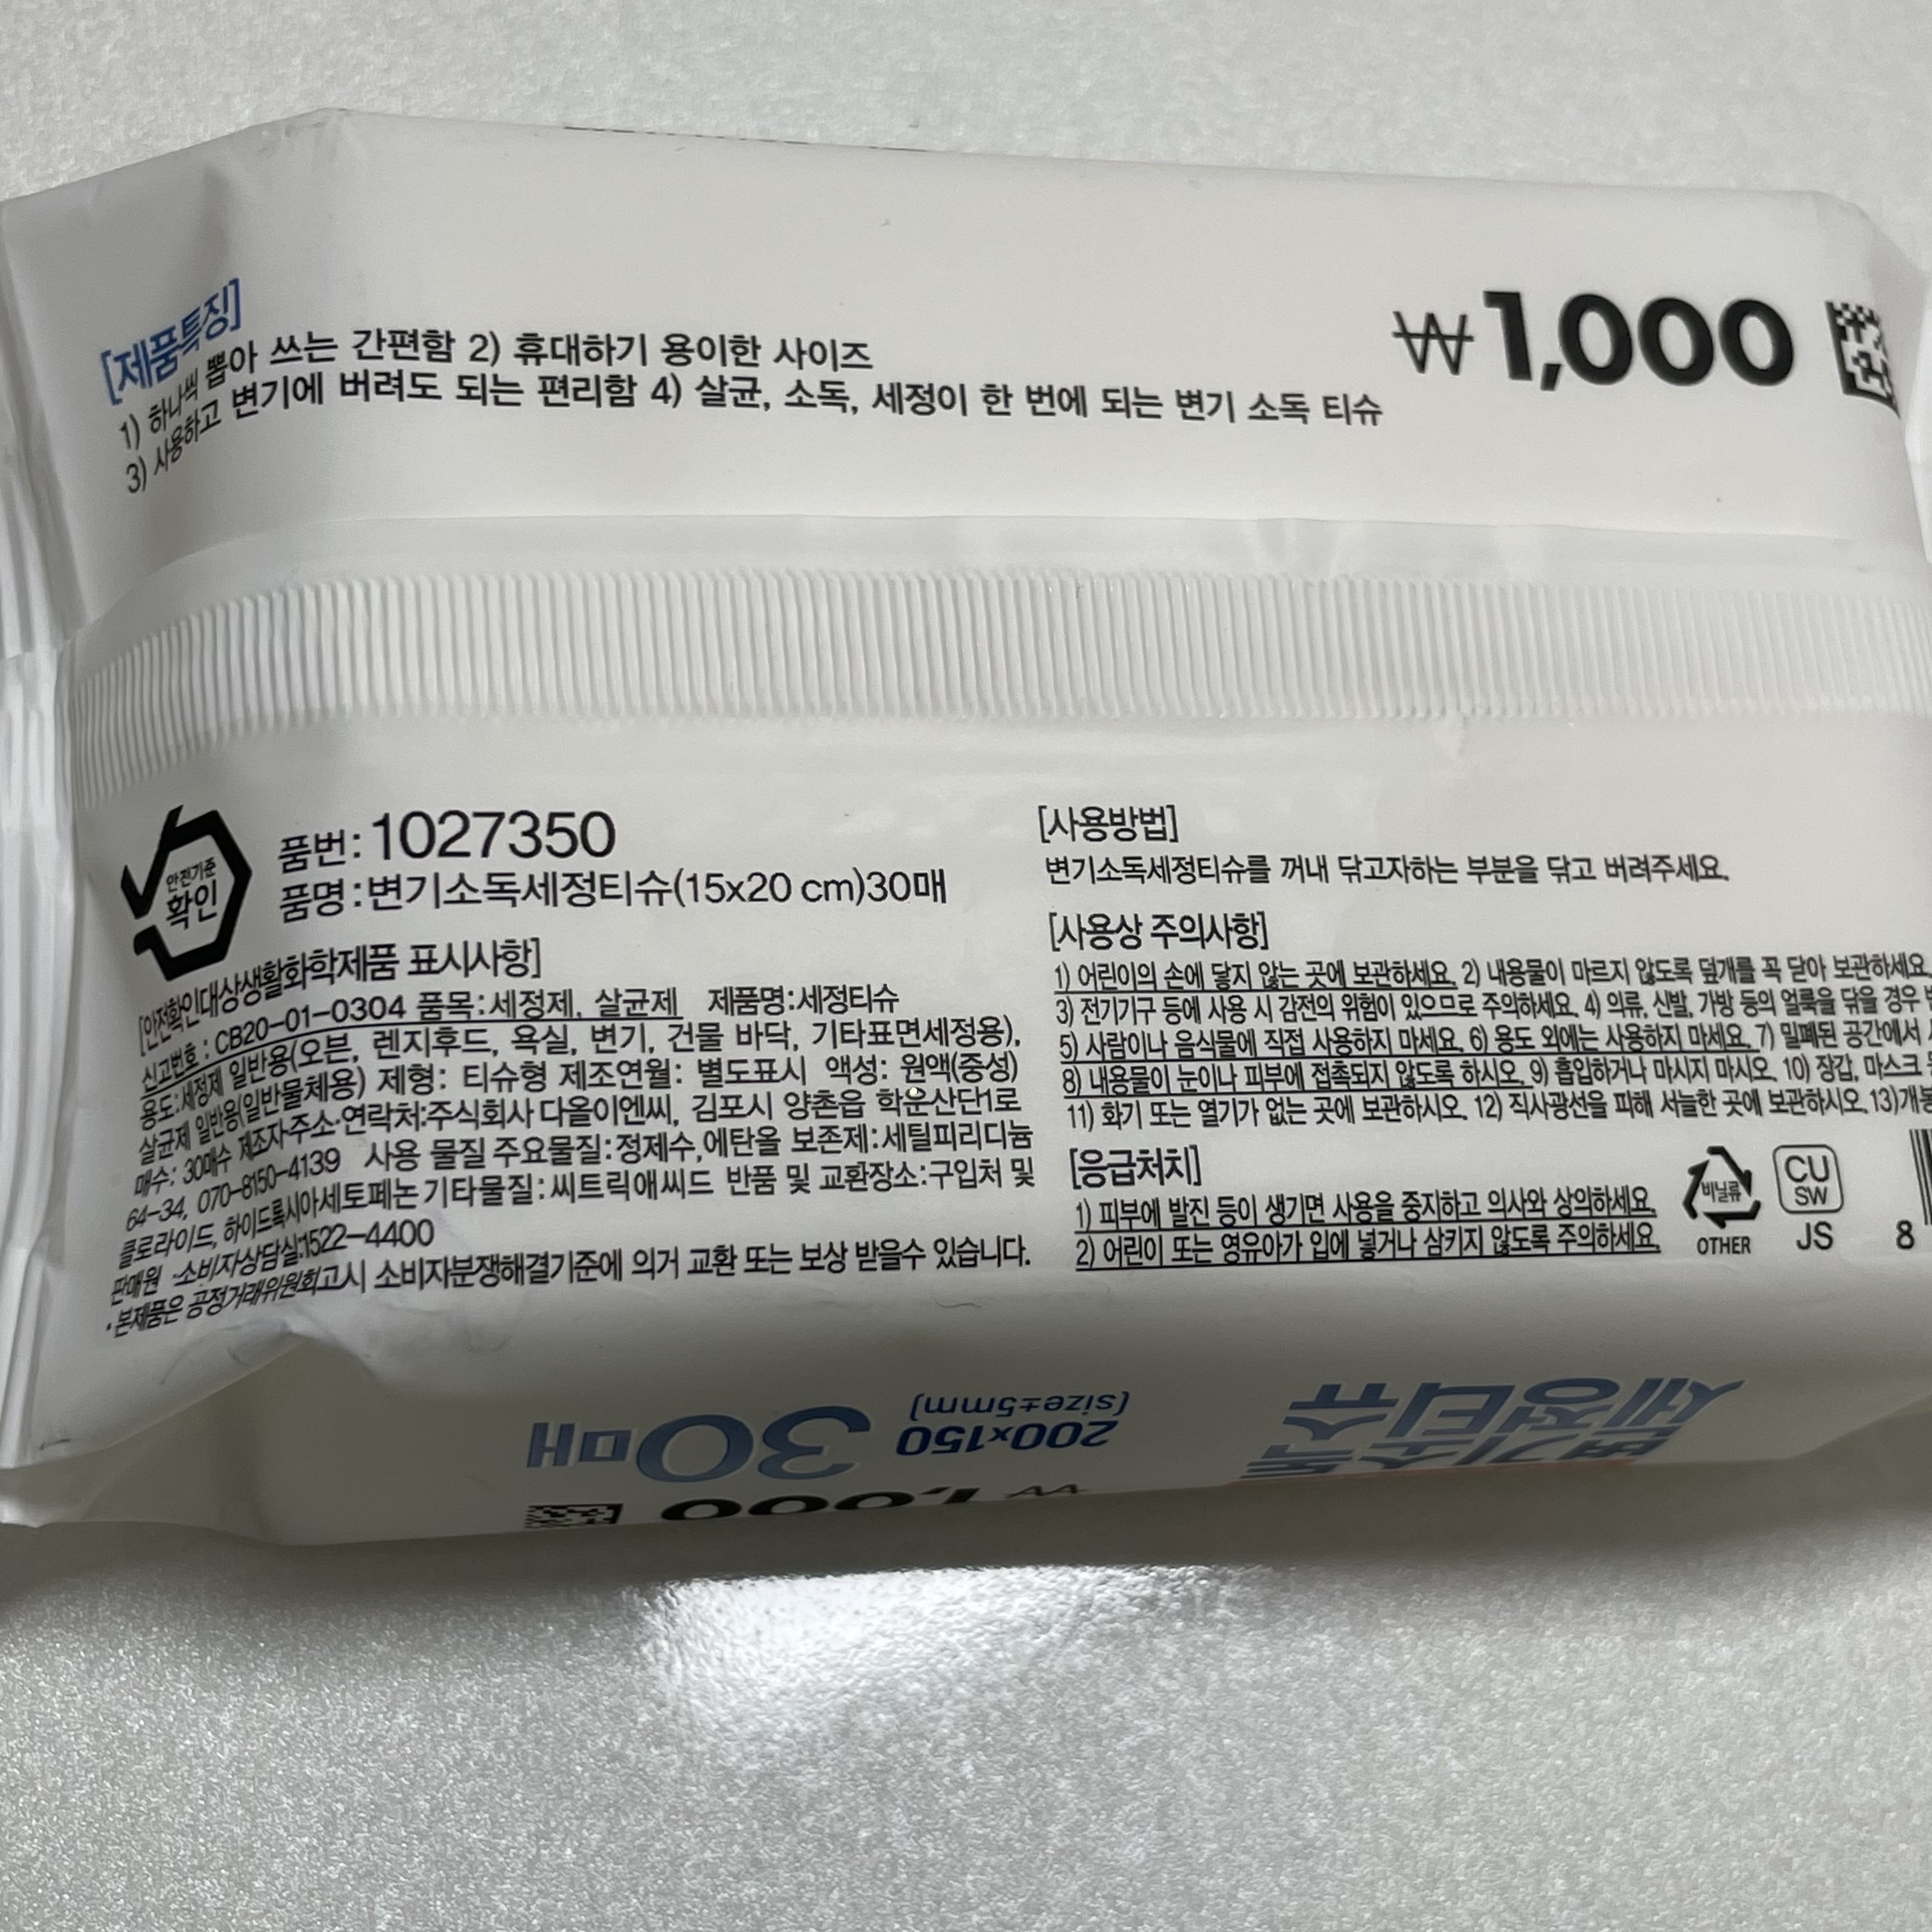 [제품특징]
1) 하나씩 뽑아 쓰는 간편함 2) 휴대하기 용이한 사이즈
3) 사용하고 변기에 버려도 되는 편리함 4) 살균, 소독, 세정이 한 번에 되는 변기 소독 티슈
₩1,000
안전기준
확인
품번: 1027350
품명: 변기소독세정티슈(15x20 cm)30매
[안전확인대상생활화학제품 표시사항]
신고번호: CB20-01-0304 품목: 세정제, 살균제 제품명:세정티슈
용도:세정제 일반용(오븐, 렌지후드, 욕실, 변기, 건물 바닥, 기타표면세정용),
살균제 일반용(일반물체용) 제형: 티슈형 제조연월: 별도표시 액성: 원액(중성)
매수: 30매수 제조자·주소·연락처:주식회사 다올이엔씨, 김포시 양촌읍 학운산단1로
64-34, 070-8150-4139 사용 물질 주요물질:정제수,에탄올 보존제:세틸피리디늄
클로라이드, 하이드록시아세토페논 기타물질:씨트릭애씨드 반품 및 교환장소:구입처 및
판매원 소비자상담실:1522-4400
·본제품은 공정거래위원회고시 소비자분쟁해결기준에 의거 교환 또는 보상 받을수 있습니다.
[사용방법]
변기소독세정티슈를 꺼내 닦고자하는 부분을 닦고 버려주세요.
[사용상 주의사항]
1) 어린이의 손에 닿지 않는 곳에 보관하세요. 2) 내용물이 마르지 않도록 덮개를 꼭 닫아 보관하세요.
3) 전기기구 등에 사용 시 감전의 위험이 있으므로 주의하세요. 4) 의류, 신발, 가방 등의 얼룩을 닦을 경우
5) 사람이나 음식물에 직접 사용하지 마세요. 6) 용도 외에는 사용하지 마세요. 7) 밀폐된 공간에서
8) 내용물이 눈이나 피부에 접촉되지 않도록 하시오. 9) 흡입하거나 마시지 마시오. 10) 장갑, 마스크
11) 화기 또는 열기가 없는 곳에 보관하시오. 12) 직사광선을 피해 서늘한 곳에 보관하시오. 13)
[응급처치]
1) 피부에 발진 등이 생기면 사용을 중지하고 의사와 상의하세요.
2) 어린이 또는 영유아가 입에 넣거나 삼키지 않도록 주의하세요.
비닐류
OTHER
CU
SW
JS
8
변기소독
세정티슈
200x150
(size±5mm)
30매
₩1,000